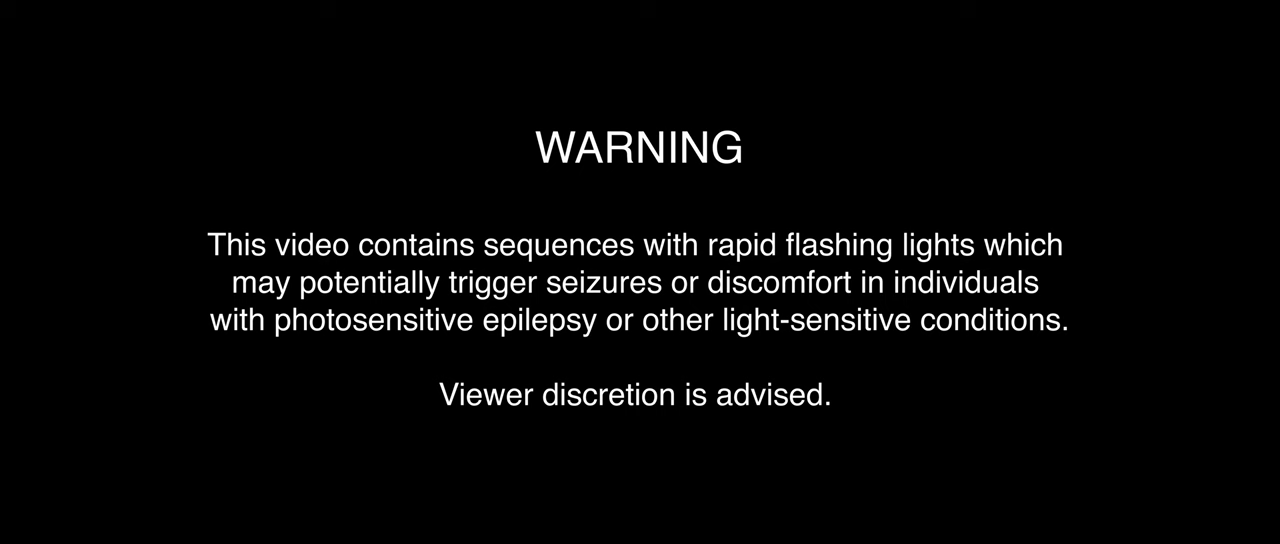 WARNING
This video contains sequences with rapid flashing lights which
may potentially trigger seizures or discomfort in individuals
with photosensitive epilepsy or other light-sensitive conditions.
Viewer discretion is advised.